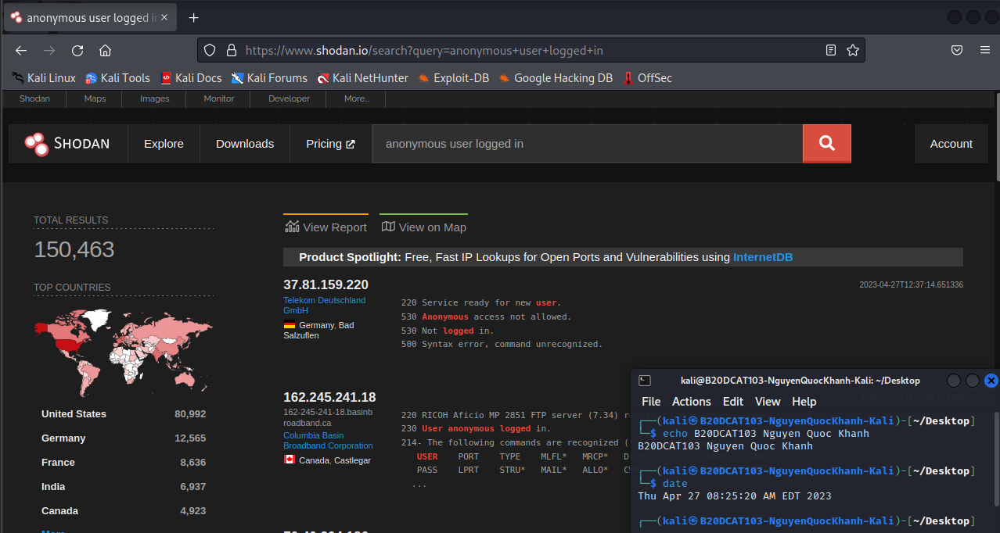 anonymous user logged in
https://www.shodan.io/search?query=anonymous+user+logged+in
Kali Linux Kali Tools Kali Docs Kali Forums Kali NetHunter Exploit-DB Google Hacking DB OffSec
Shodan Maps Images Monitor Developer More...
SHODAN Explore Downloads Pricing anonymous user logged in Account
TOTAL RESULTS
150,463
TOP COUNTRIES
United States 80,992
Germany 12,565
France 8,636
India 6,937
Canada 4,923
View Report View on Map
Product Spotlight: Free, Fast IP Lookups for Open Ports and Vulnerabilities using InternetDB
37.81.159.220
2023-04-27T12:37:14.651336
Telekom Deutschland
GmbH
Germany, Bad
Salzuflen
220 Service ready for new user.
530 Anonymous access not allowed.
530 Not logged in.
500 Syntax error, command unrecognized.
162.245.241.18
162-245-241-18.basinb
roadband.ca
Columbia Basin
Broadband Corporation
Canada, Castlegar
220 RICOH Aficio MP 2851 FTP server (7.34) r
230 User anonymous logged in.
214- The following commands are recognized (
USER PORT TYPE MLFL* MRCP*
PASS LPRT STRU* MAIL* ALLO*
...
kali@B20DCAT103-NguyenQuocKhanh-Kali: ~/Desktop
File Actions Edit View Help
┌──(kali㉿B20DCAT103-NguyenQuocKhanh-Kali)-[~/Desktop]
└─$ echo B20DCAT103 Nguyen Quoc Khanh
B20DCAT103 Nguyen Quoc Khanh
┌──(kali㉿B20DCAT103-NguyenQuocKhanh-Kali)-[~/Desktop]
└─$ date
Thu Apr 27 08:25:20 AM EDT 2023
┌──(kali㉿B20DCAT103-NguyenQuocKhanh-Kali)-[~/Desktop]